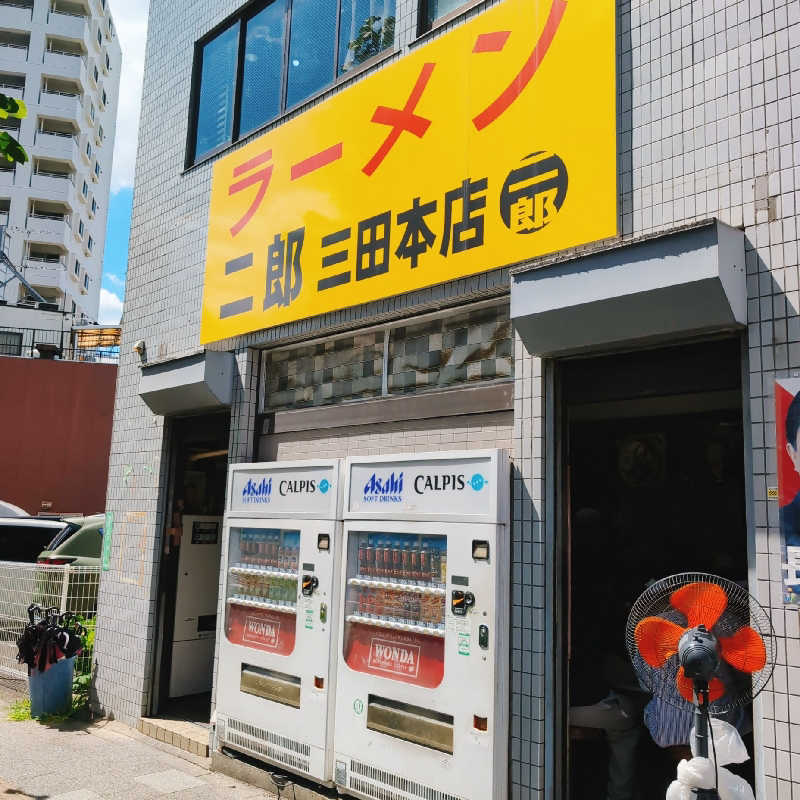 ラーメン
二郎 三田本店 二郎
Asahi CALPIS
SOFT DRINKS
Asahi CALPIS
SOFT DRINKS
WONDA
WONDA